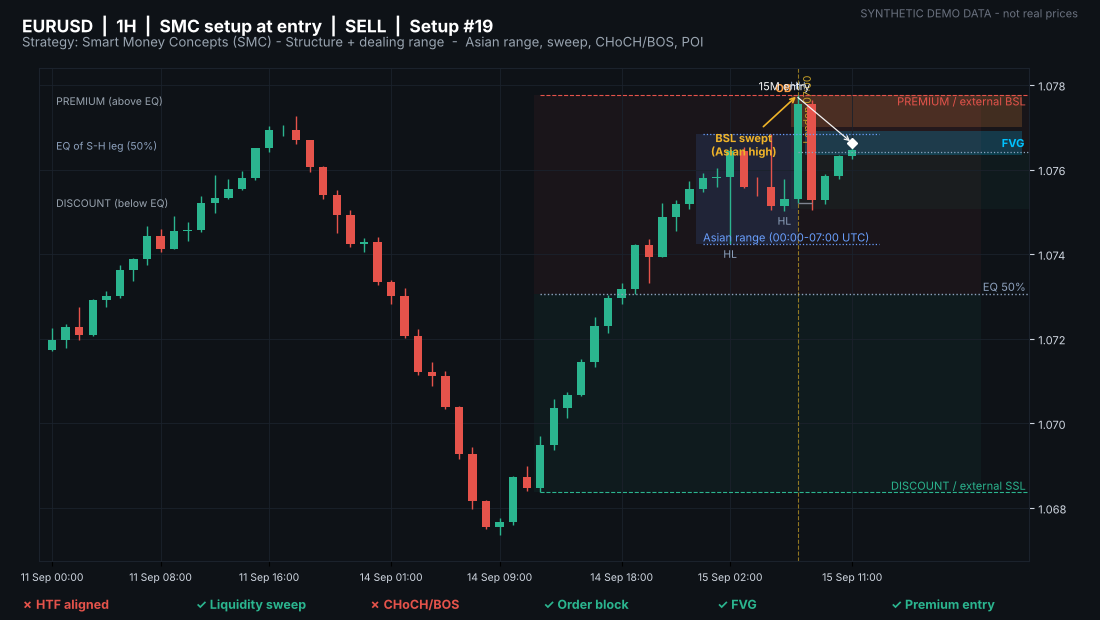 SYNTHETIC DEMO DATA - not real prices
EURUSD | 1H | SMC setup at entry | SELL | Setup #19
Strategy: Smart Money Concepts (SMC) - Structure + dealing range - Asian range, sweep, CHoCH/BOS, POI
PREMIUM (above EQ)
EQ of S-H leg (50%)
DISCOUNT (below EQ)
15M entry
PREMIUM / external BSL
BSL swept
(Asian high)
FVG
HL
Asian range (00:00-07:00 UTC)
HL
EQ 50%
DISCOUNT / external SSL
1.078
1.076
1.074
1.072
1.070
1.068
11 Sep 00:00
11 Sep 08:00
11 Sep 16:00
14 Sep 01:00
14 Sep 09:00
14 Sep 18:00
15 Sep 02:00
15 Sep 11:00
× HTF aligned
✓ Liquidity sweep
× CHoCH/BOS
✓ Order block
✓ FVG
✓ Premium entry